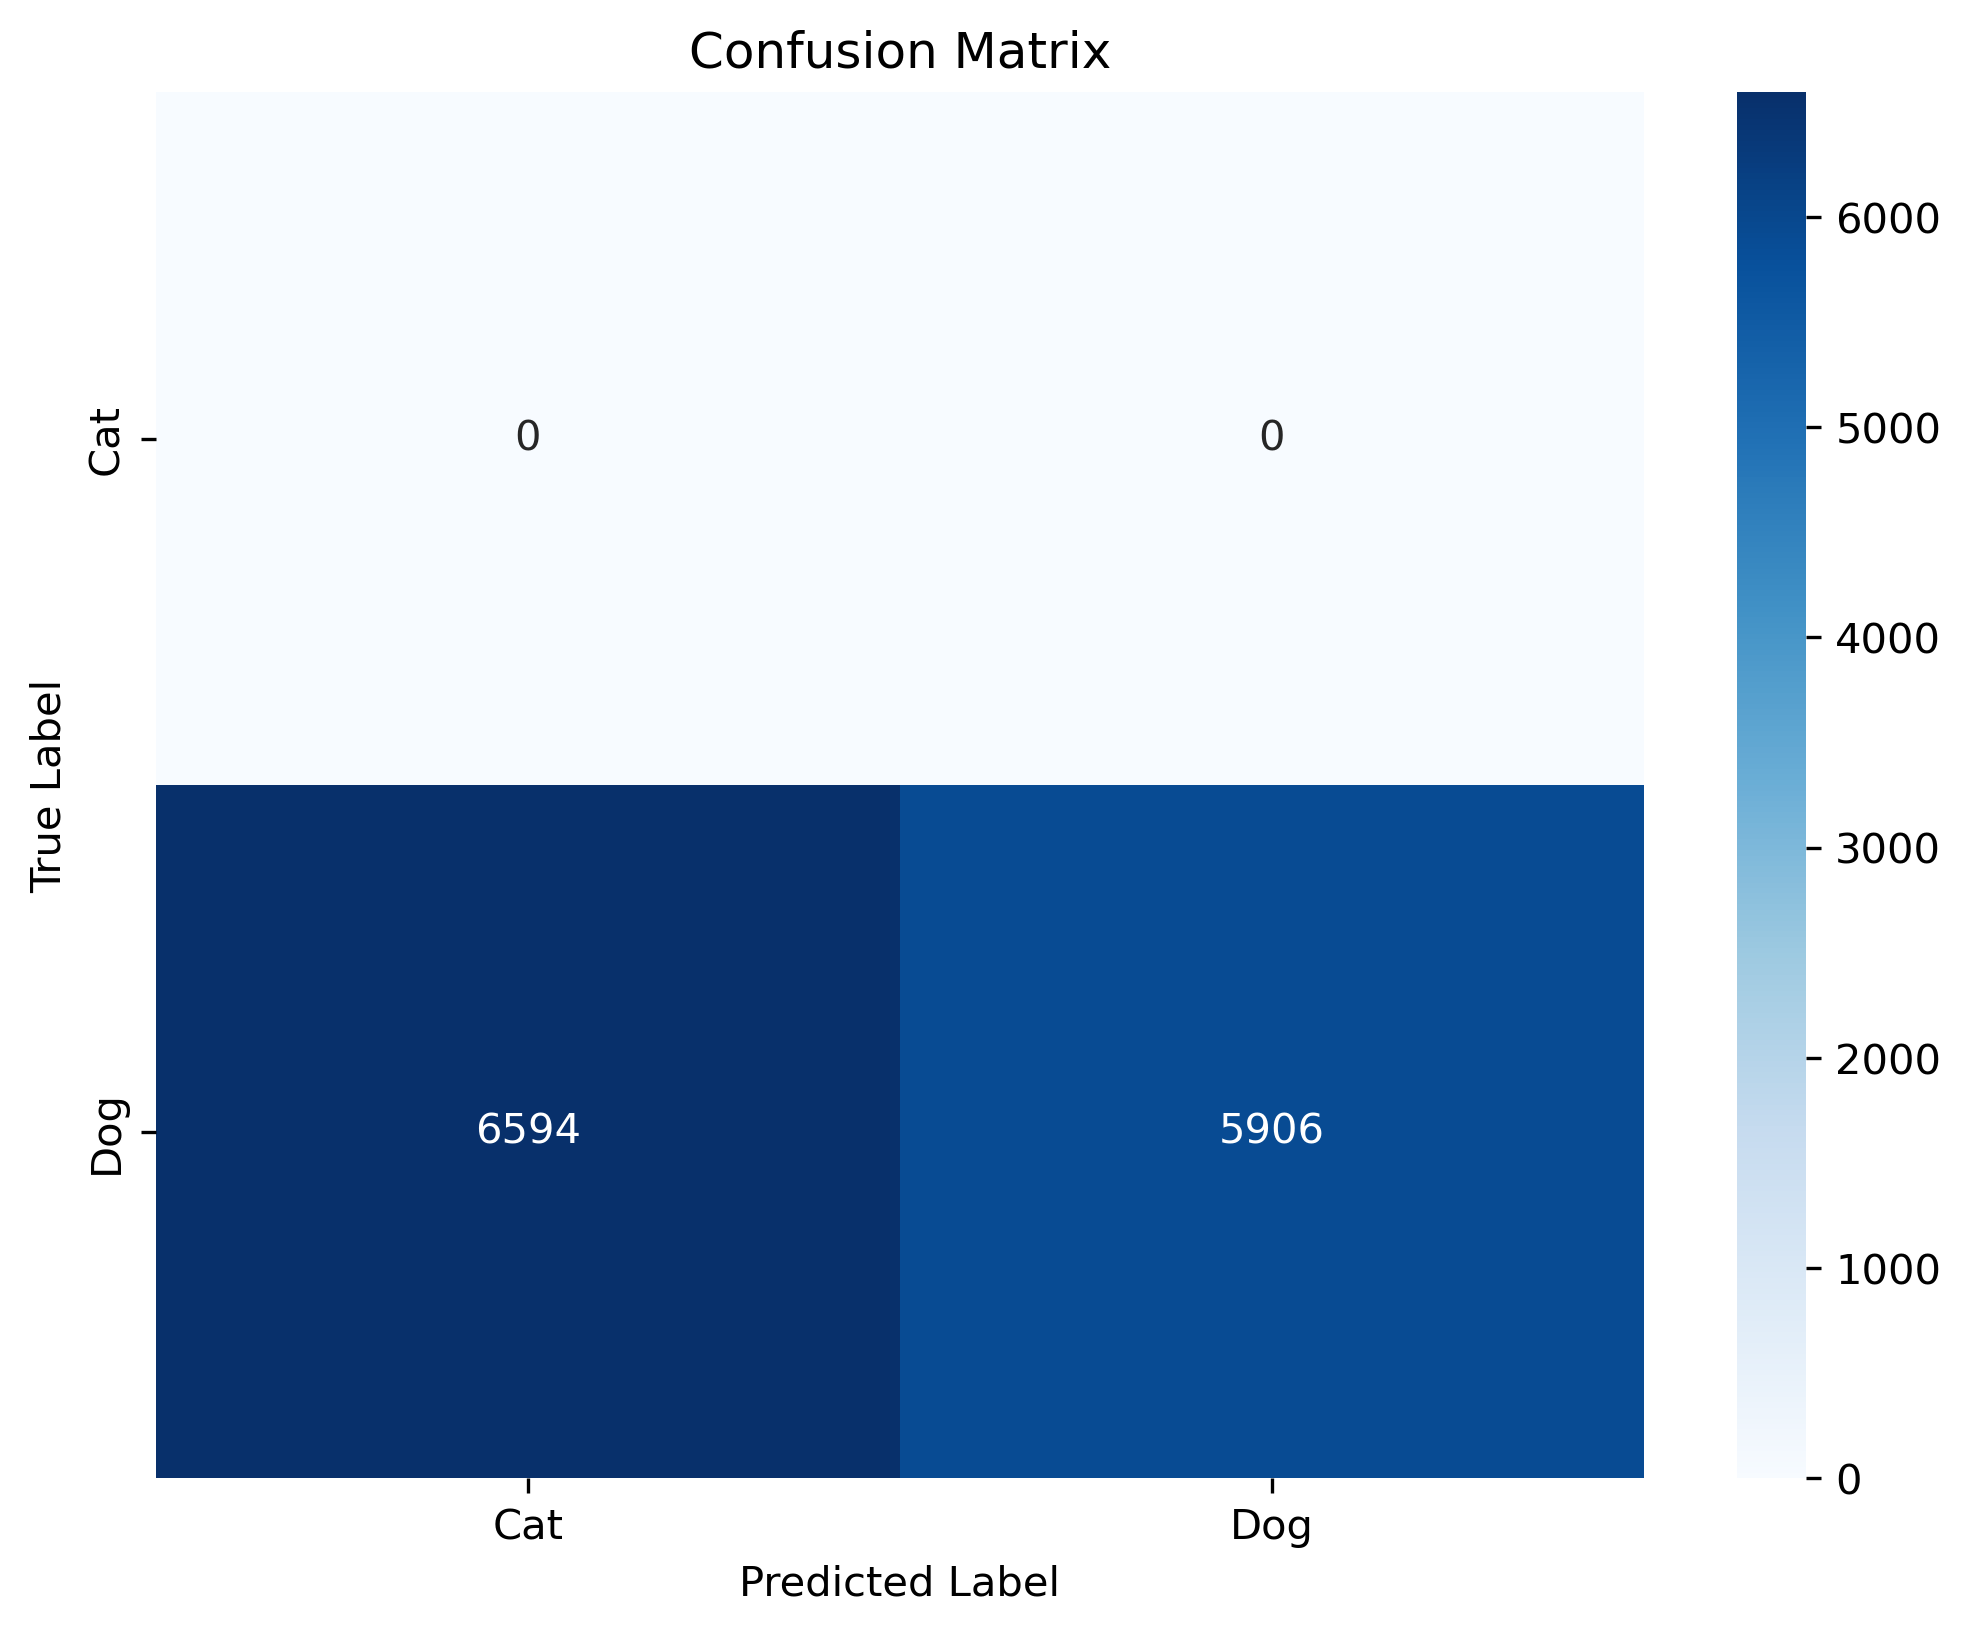 Confusion Matrix
True Label
Cat
0 0
Dog
6594 5906
Cat Dog
Predicted Label
6000
5000
4000
3000
2000
1000
0